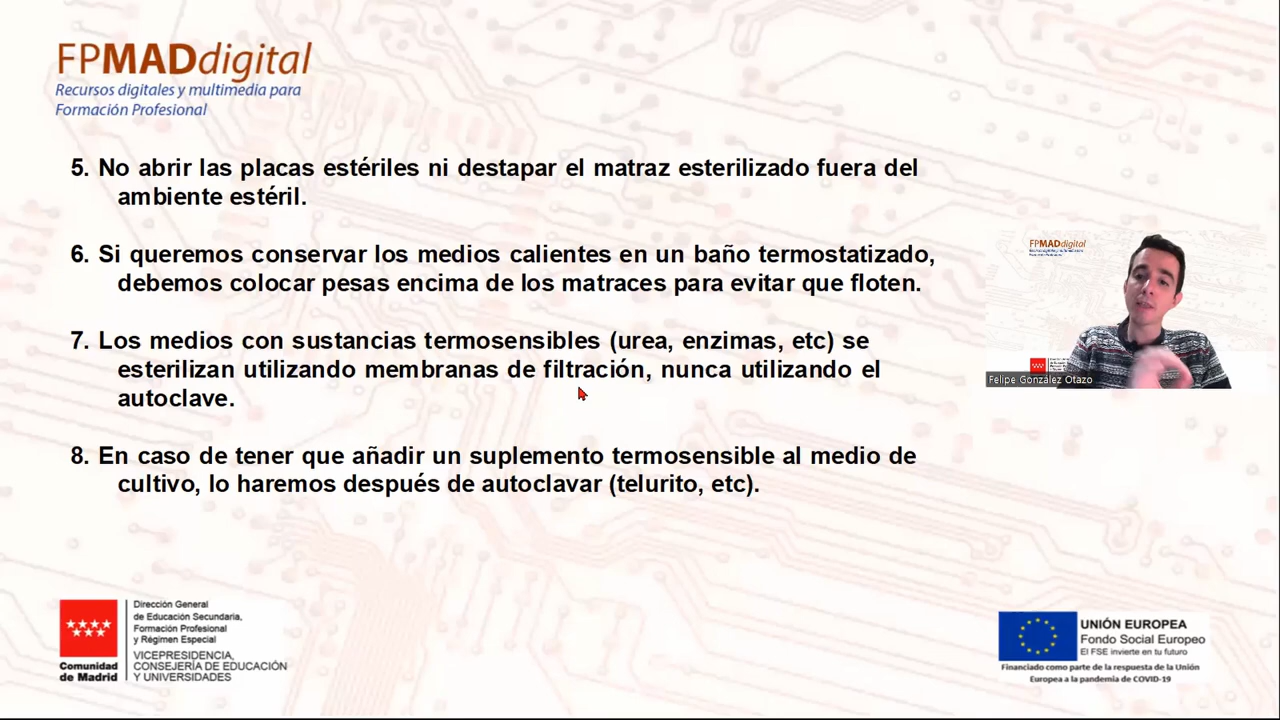 FPMADdigital
Recursos digitales y multimedia para
Formación Profesional
5. No abrir las placas estériles ni destapar el matraz esterilizado fuera del
ambiente estéril.
6. Si queremos conservar los medios calientes en un baño termostatizado,
debemos colocar pesas encima de los matraces para evitar que floten.
7. Los medios con sustancias termosensibles (urea, enzimas, etc) se
esterilizan utilizando membranas de filtración, nunca utilizando el
autoclave.
8. En caso de tener que añadir un suplemento termosensible al medio de
cultivo, lo haremos después de autoclavar (telurito, etc).
FPMADdigital
Felipe González Otazo
Comunidad
de Madrid
Dirección General
de Educación Secundaria,
Formación Profesional
y Régimen Especial
VICEPRESIDENCIA,
CONSEJERÍA DE EDUCACIÓN
Y UNIVERSIDADES
UNIÓN EUROPEA
Fondo Social Europeo
El FSE invierte en tu futuro
Financiado como parte de la respuesta de la Unión
Europea a la pandemia de COVID-19